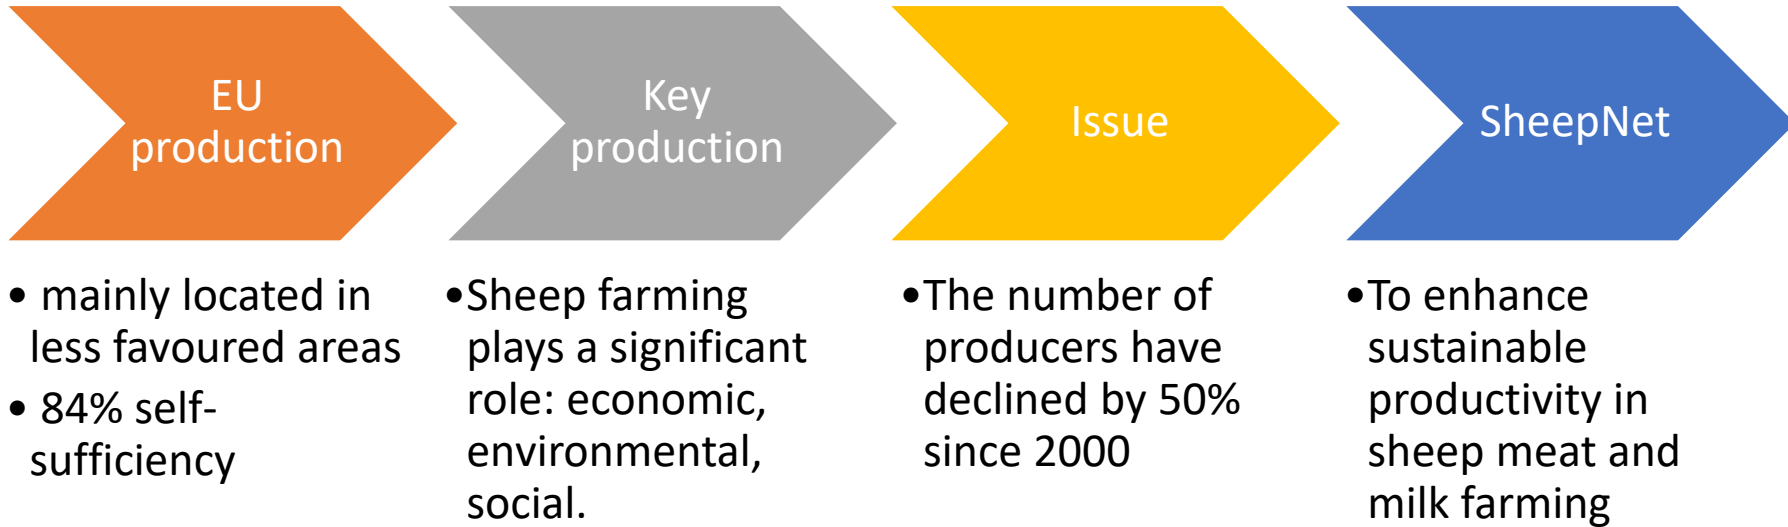 EU
production
• mainly located in
less favoured areas
• 84% self-
sufficiency
Key
production
•Sheep farming
plays a significant
role: economic,
environmental,
social.
Issue
•The number of
producers have
declined by 50%
since 2000
SheepNet
•To enhance
sustainable
productivity in
sheep meat and
milk farming